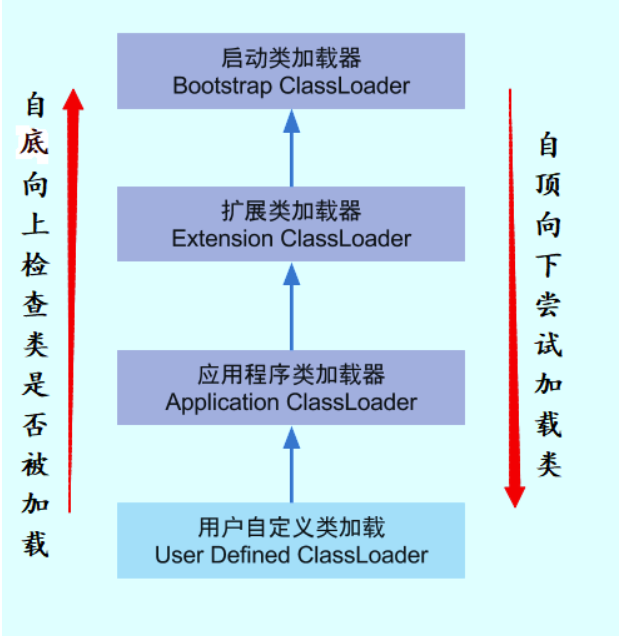 启动类加载器
Bootstrap ClassLoader
自底向上检查类是否被加载
扩展类加载器
Extension ClassLoader
自顶向下尝试加载类
应用程序类加载器
Application ClassLoader
用户自定义类加载
User Defined ClassLoader